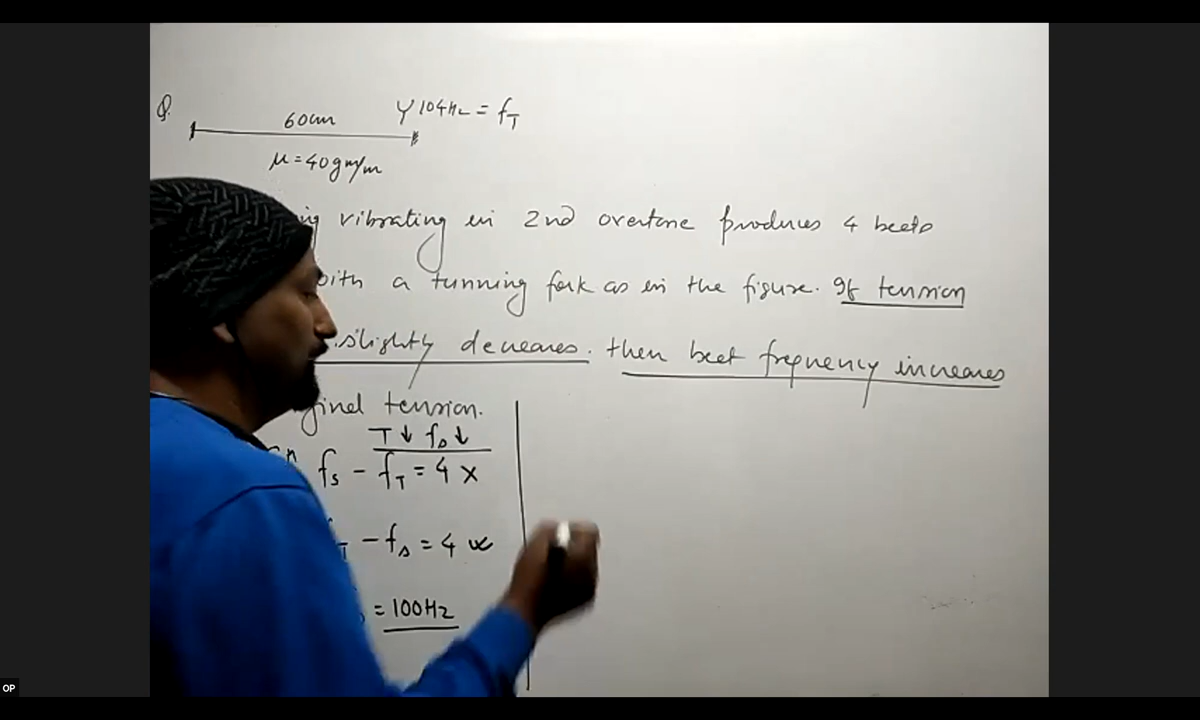 Q.
60cm
104Hz = fT
μ = 40gm/m
vibrating in 2nd overtone produces 4 beats
with a tunning fork as in the figure. If tension
slightly decreases. then beat frequency increases
tension.
T↓ fs↓
fs - fT = 4 ×
- fs = 4
= 100Hz
OP